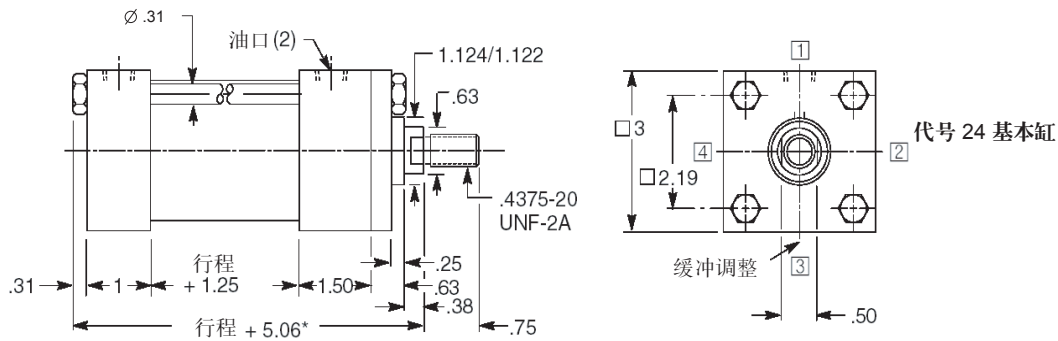 Ø .31
油口(2)
1.124/1.122
.63
.4375-20
UNF-2A
.31
1
行程
+ 1.25
1.50
.25
.63
.38
行程 + 5.06*
.75
1
□3
4
2
代号 24 基本缸
□2.19
缓冲调整
3
.50